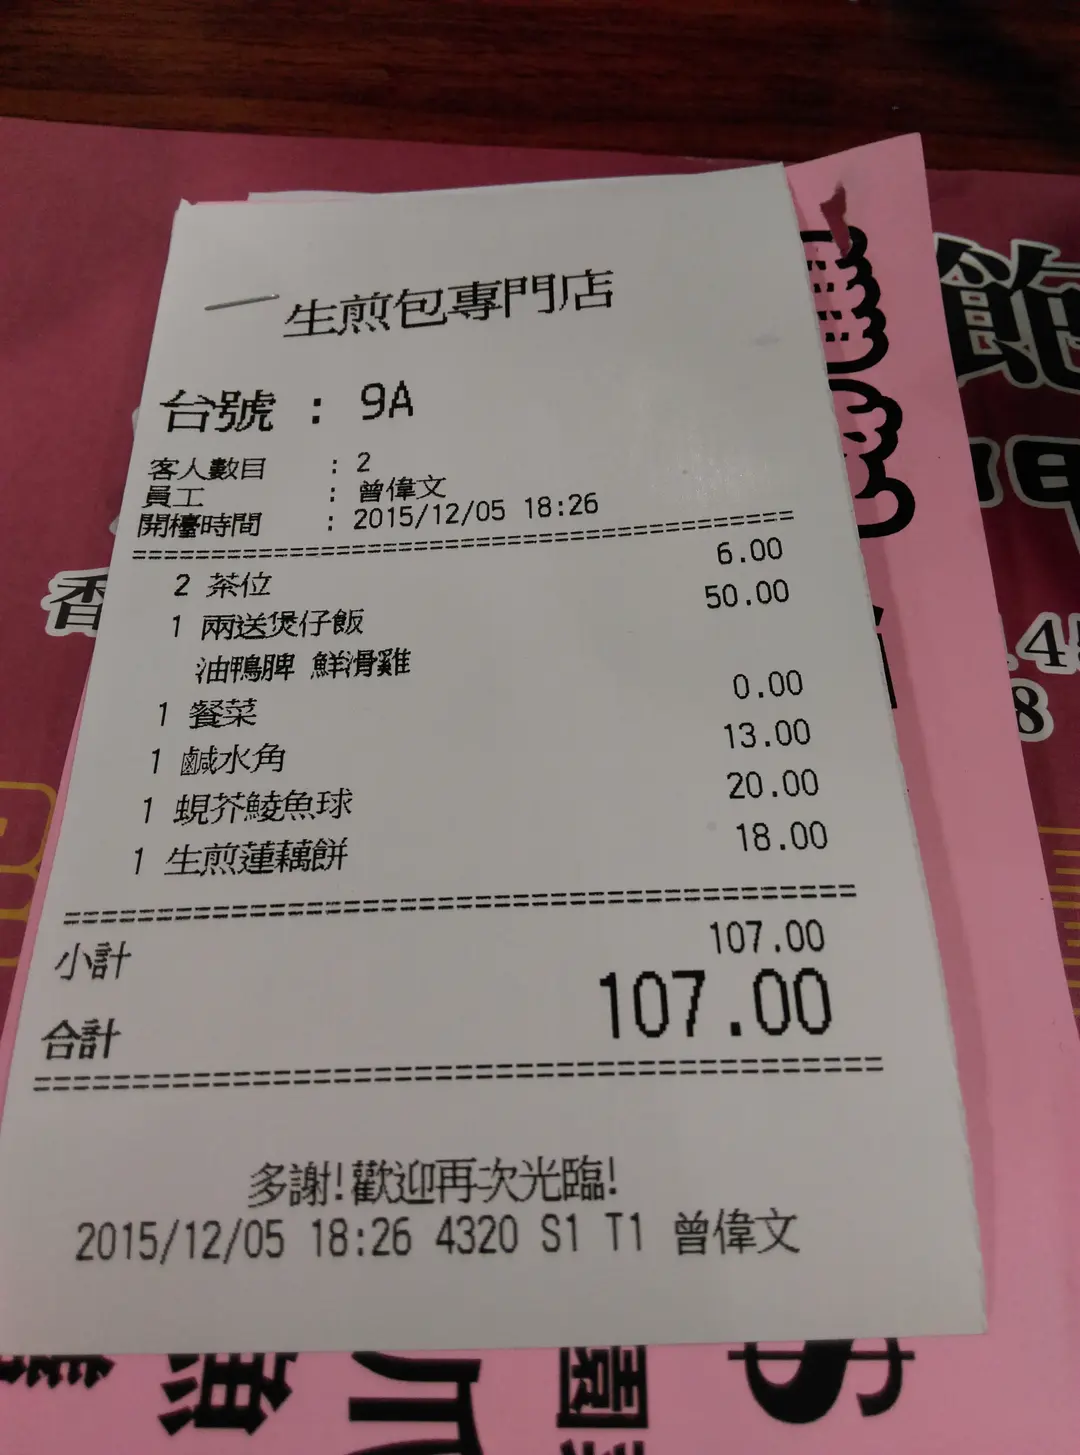 生煎包專門店
台號 : 9A
客人數目 : 2
員工 : 曾偉文
開檯時間 : 2015/12/05 18:26
================================================
2 茶位 6.00
1 兩送煲仔飯 50.00
油鴨脾 鮮滑雞
1 餐菜 0.00
1 鹹水角 13.00
1 蜆芥鯪魚球 20.00
1 生煎蓮藕餅 18.00
================================================
小計 107.00
合計 107.00
================================================
多謝!歡迎再次光臨!
2015/12/05 18:26 4320 S1 T1 曾偉文
香
8
$